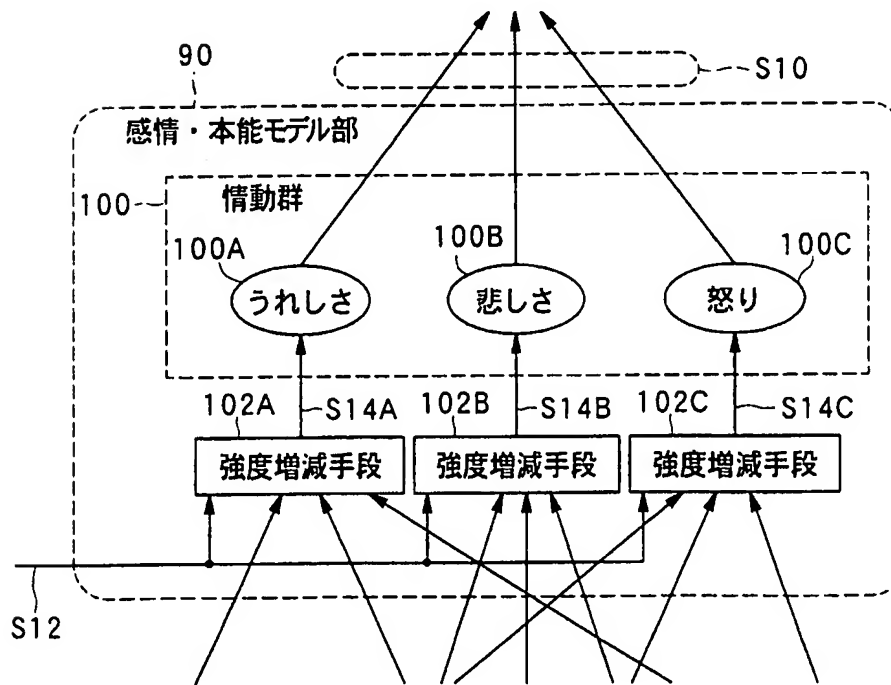 90
S10
感情・本能モデル部
100
情動群
100A
100B
100C
うれしさ
悲しさ
怒り
102A
S14A
102B
S14B
102C
S14C
強度増減手段
強度増減手段
強度増減手段
S12